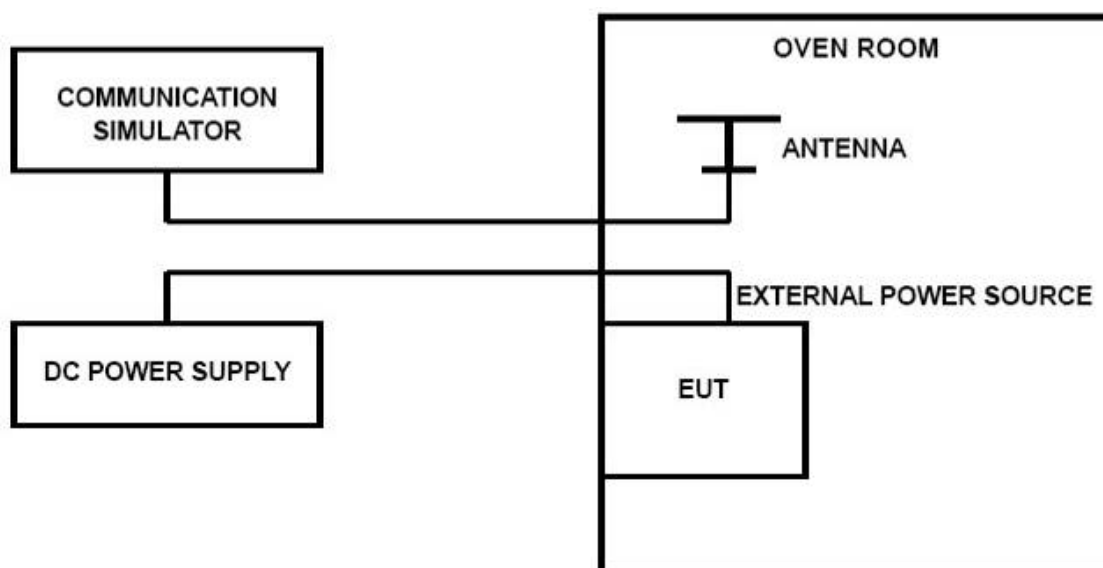 OVEN ROOM
COMMUNICATION
SIMULATOR
ANTENNA
EXTERNAL POWER SOURCE
DC POWER SUPPLY
EUT